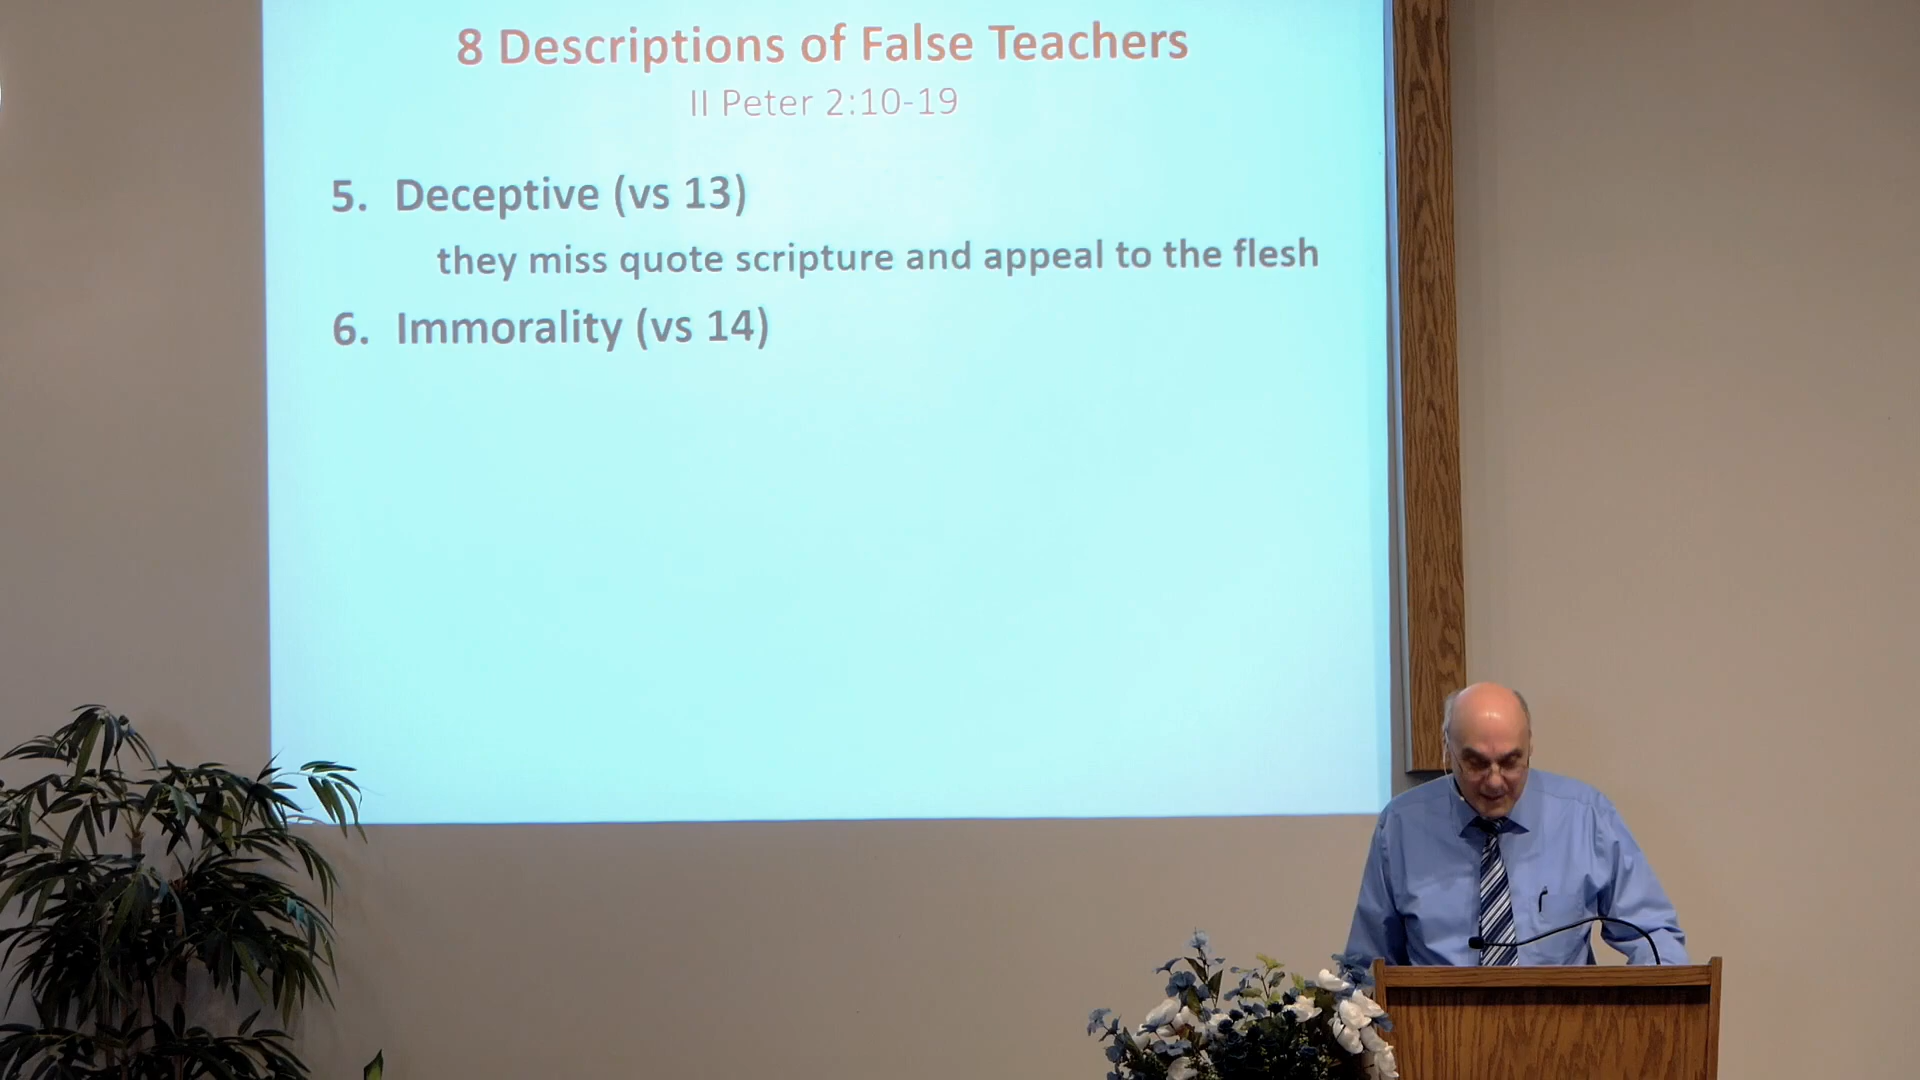 8 Descriptions of False Teachers
II Peter 2:10-19
5. Deceptive (vs 13)
they miss quote scripture and appeal to the flesh
6. Immorality (vs 14)